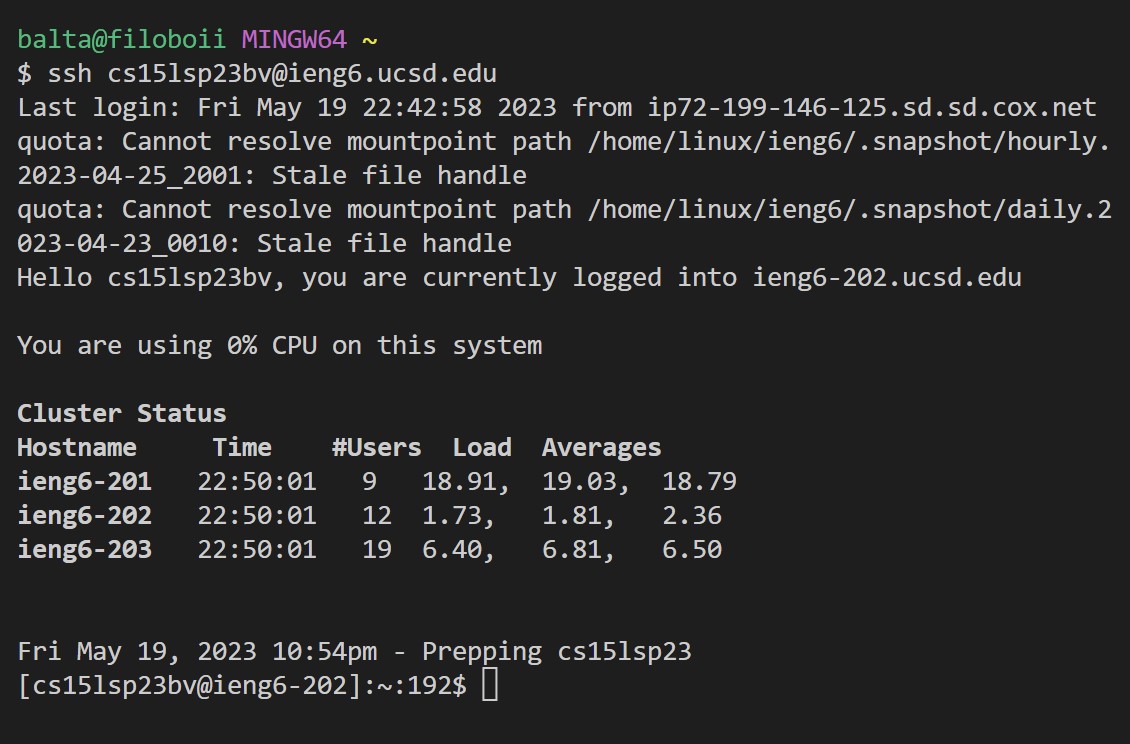 balta@filoboii MINGW64 ~
$ ssh cs15lsp23bv@ieng6.ucsd.edu
Last login: Fri May 19 22:42:58 2023 from ip72-199-146-125.sd.sd.cox.net
quota: Cannot resolve mountpoint path /home/linux/ieng6/.snapshot/hourly.
2023-04-25_2001: Stale file handle
quota: Cannot resolve mountpoint path /home/linux/ieng6/.snapshot/daily.2
023-04-23_0010: Stale file handle
Hello cs15lsp23bv, you are currently logged into ieng6-202.ucsd.edu
You are using 0% CPU on this system
Cluster Status
Hostname     Time    #Users  Load  Averages
ieng6-201   22:50:01   9   18.91,  19.03,  18.79
ieng6-202   22:50:01   12  1.73,   1.81,   2.36
ieng6-203   22:50:01   19  6.40,   6.81,   6.50
Fri May 19, 2023 10:54pm - Prepping cs15lsp23
[cs15lsp23bv@ieng6-202]:~:192$